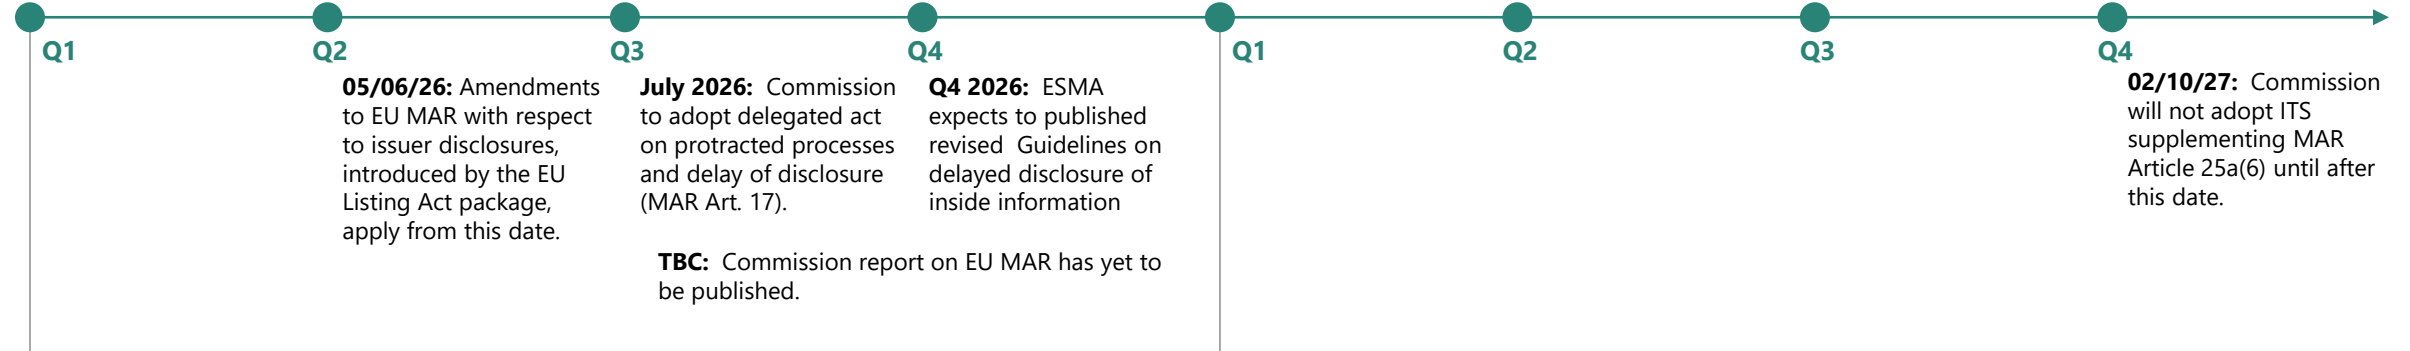 Q1
Q2
Q3
Q4
Q1
Q2
Q3
Q4
05/06/26: Amendments
to EU MAR with respect
to issuer disclosures,
introduced by the EU
Listing Act package,
apply from this date.
July 2026:  Commission
to adopt delegated act
on protracted processes
and delay of disclosure
(MAR Art. 17).
Q4 2026:  ESMA
expects to published
revised  Guidelines on
delayed disclosure of
inside information
TBC:  Commission report on EU MAR has yet to
be published.
02/10/27:  Commission
will not adopt ITS
supplementing MAR
Article 25a(6) until after
this date.